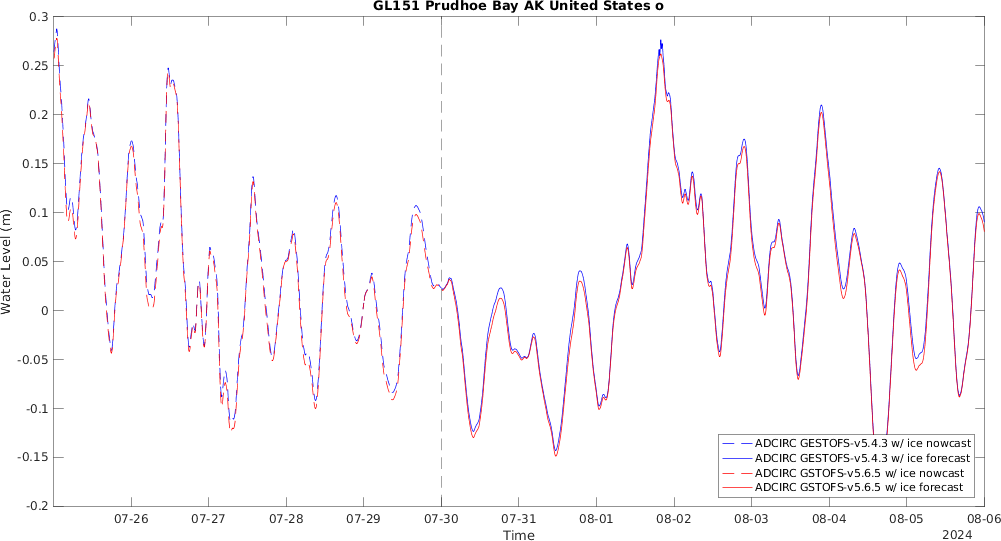 GL151 Prudhoe Bay AK United States o
0.3
0.25
0.2
0.15
0.1
0.05
0
-0.05
-0.1
-0.15
-0.2
Water Level (m)
07-26 07-27 07-28 07-29 07-30 07-31 08-01 08-02 08-03 08-04 08-05 08-06
Time
2024
ADCIRC GESTOFS-v5.4.3 w/ ice nowcast
ADCIRC GESTOFS-v5.4.3 w/ ice forecast
ADCIRC GSTOFS-v5.6.5 w/ ice nowcast
ADCIRC GSTOFS-v5.6.5 w/ ice forecast